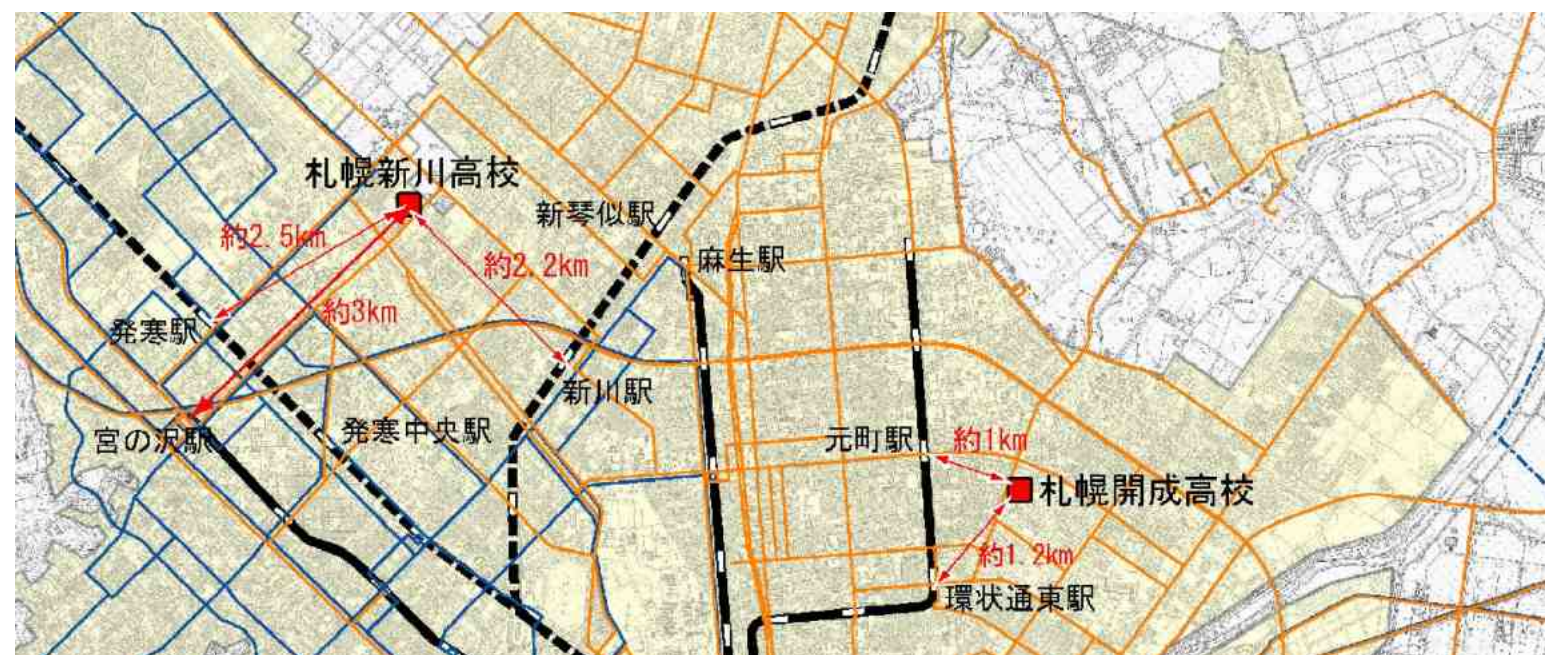 札幌新川高校
新琴似駅
約2.5km
約2.2km
麻生駅
約3km
発寒駅
新川駅
宮の沢駅
発寒中央駅
元町駅
約1km
札幌開成高校
約1.2km
環状通東駅